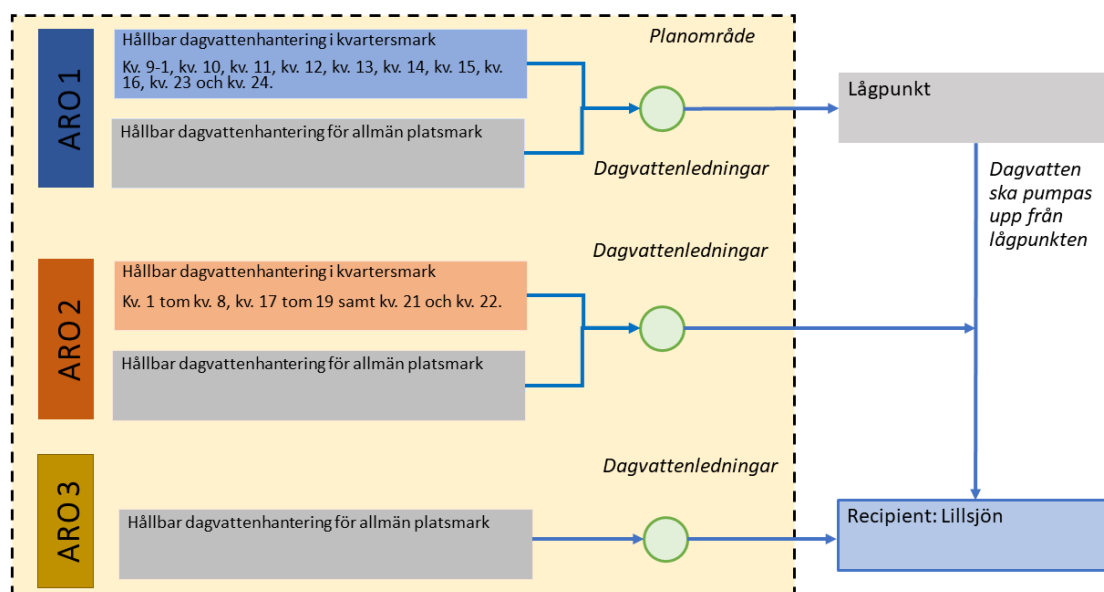 Planområde
ARO 1
Hållbar dagvattenhantering i kvartersmark
Kv. 9-1, kv. 10, kv. 11, kv. 12, kv. 13, kv. 14, kv. 15, kv.
16, kv. 23 och kv. 24.
Hållbar dagvattenhantering för allmän platsmark
Dagvattenledningar
Lågpunkt
Dagvatten
ska pumpas
upp från
lågpunkten
ARO 2
Hållbar dagvattenhantering i kvartersmark
Kv. 1 tom kv. 8, kv. 17 tom 19 samt kv. 21 och kv. 22.
Hållbar dagvattenhantering för allmän platsmark
Dagvattenledningar
ARO 3
Hållbar dagvattenhantering för allmän platsmark
Dagvattenledningar
Recipient: Lillsjön